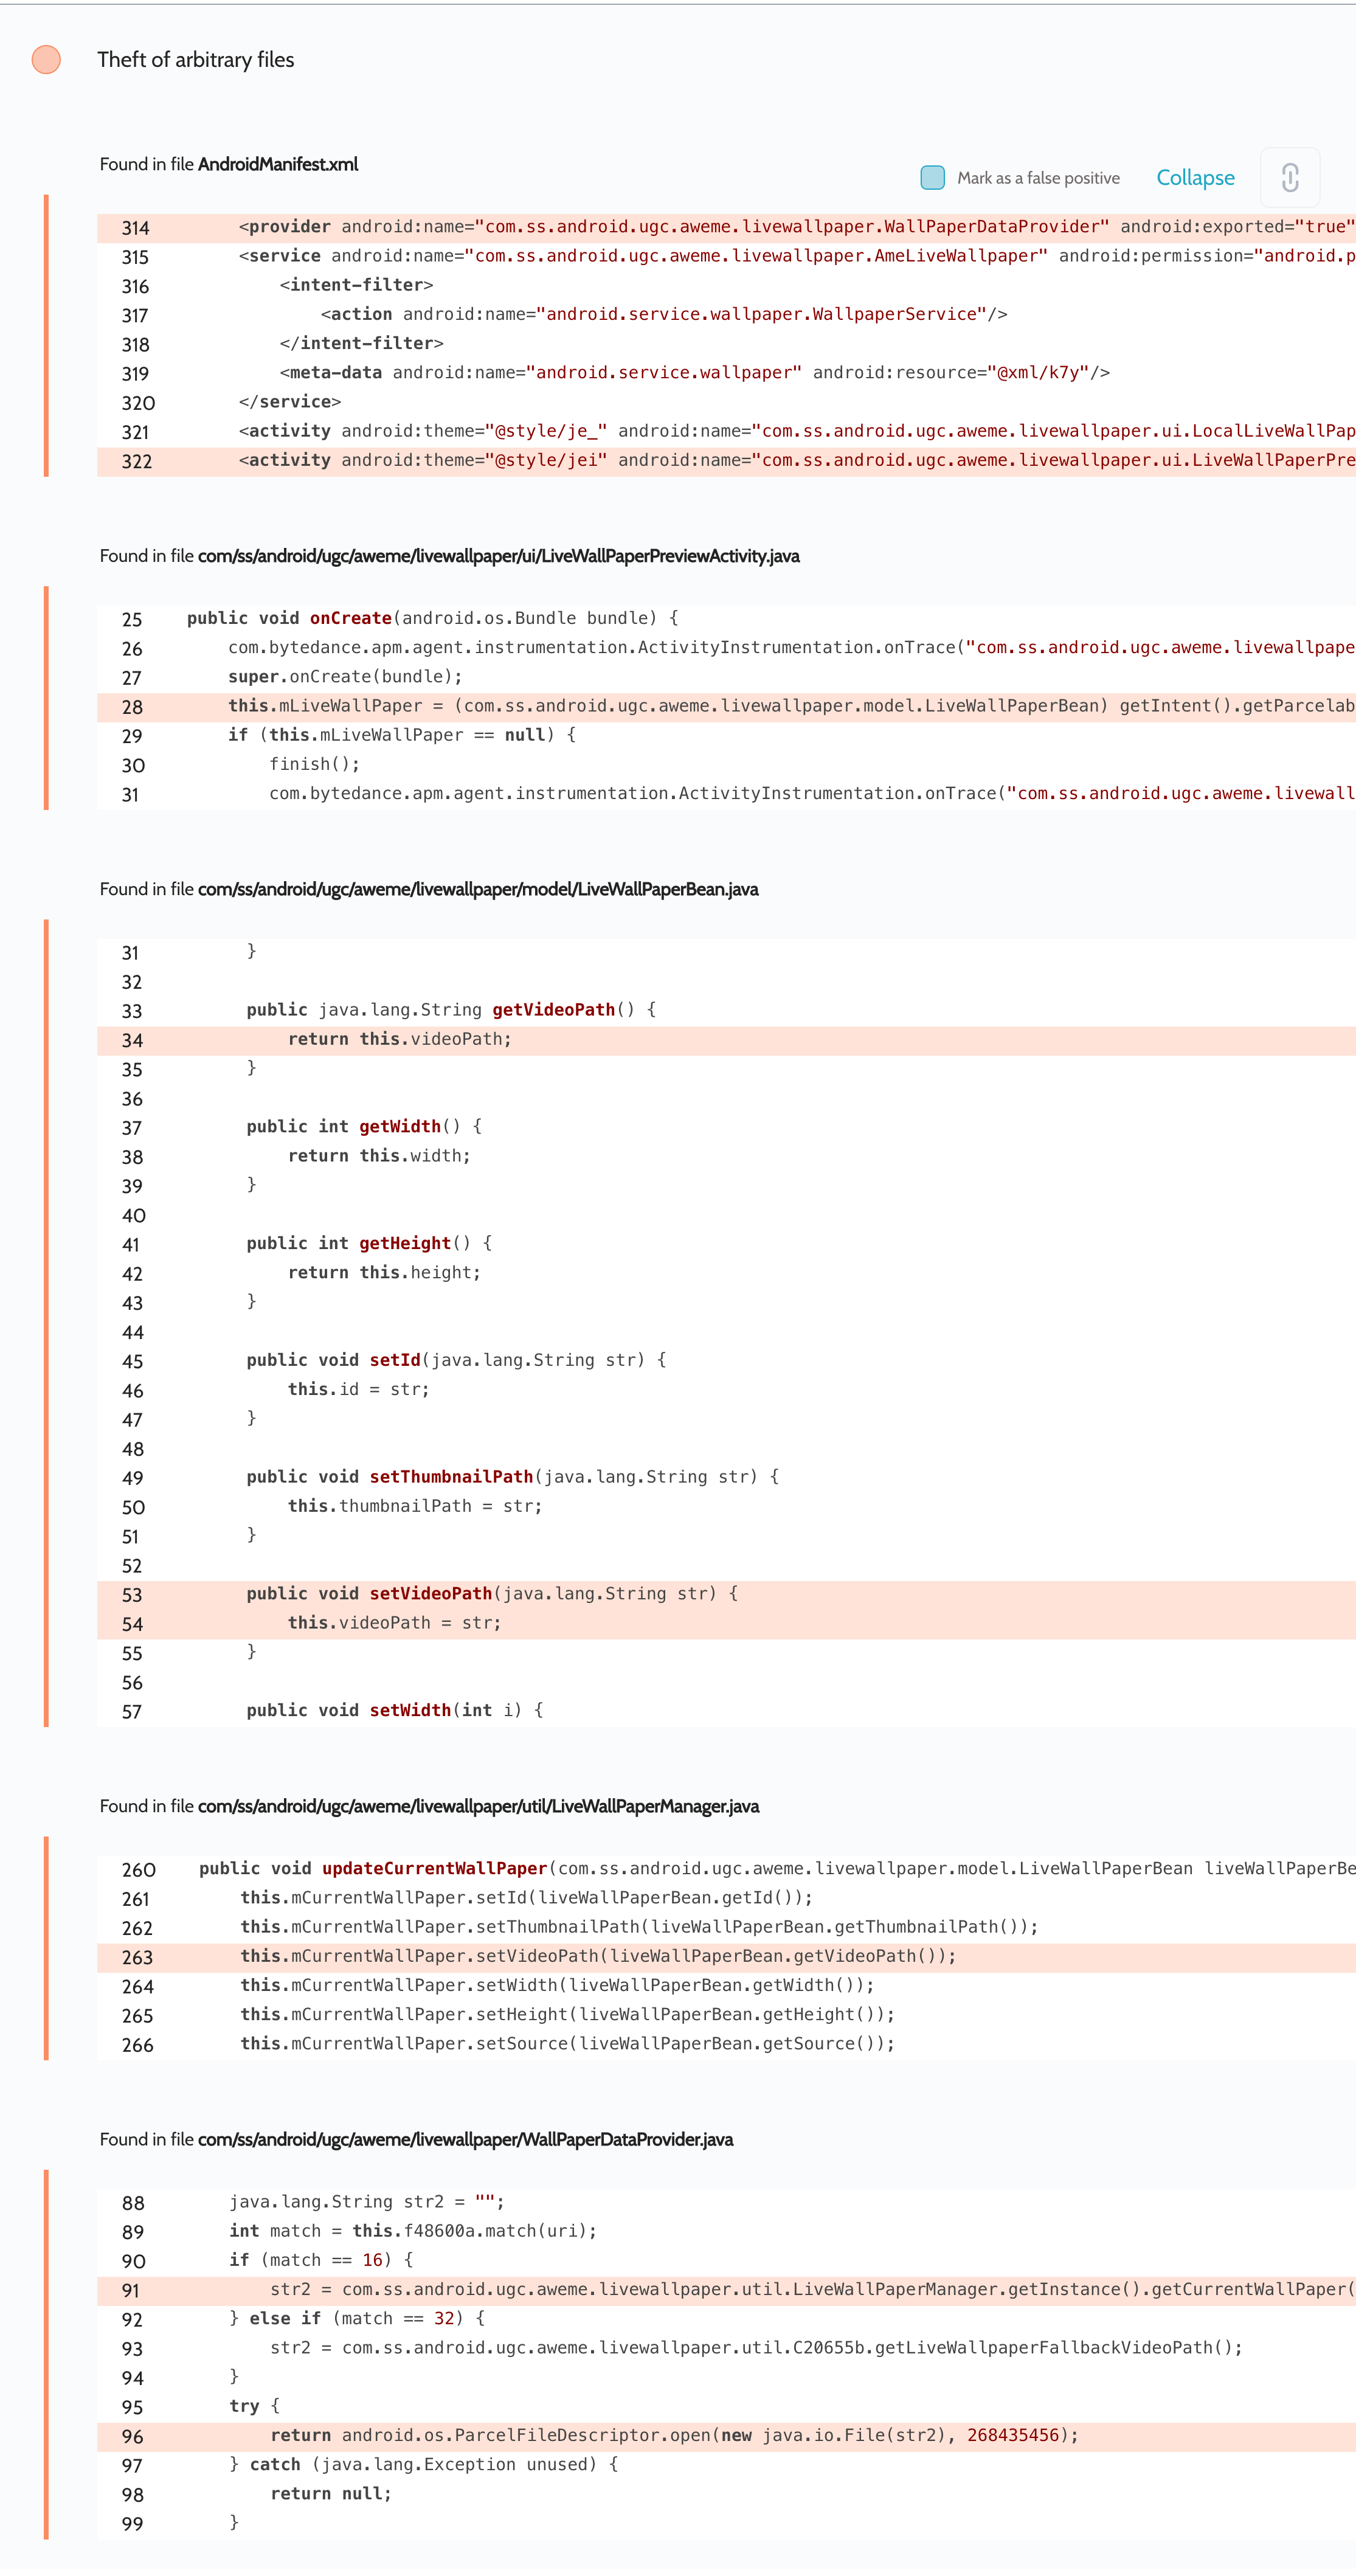 Theft of arbitrary files
Found in file AndroidManifest.xml
Mark as a false positive
Collapse
314 <provider android:name="com.ss.android.ugc.aweme.livewallpaper.WallPaperDataProvider" android:exported="true"
315 <service android:name="com.ss.android.ugc.aweme.livewallpaper.AmeLiveWallpaper" android:permission="android.p
316 <intent-filter>
317 <action android:name="android.service.wallpaper.WallpaperService"/>
318 </intent-filter>
319 <meta-data android:name="android.service.wallpaper" android:resource="@xml/k7y"/>
320 </service>
321 <activity android:theme="@style/je_" android:name="com.ss.android.ugc.aweme.livewallpaper.ui.LocalLiveWallPap
322 <activity android:theme="@style/jei" android:name="com.ss.android.ugc.aweme.livewallpaper.ui.LiveWallPaperPre
Found in file com/ss/android/ugc/aweme/livewallpaper/ui/LiveWallPaperPreviewActivity.java
25 public void onCreate(android.os.Bundle bundle) {
26 com.bytedance.apm.agent.instrumentation.ActivityInstrumentation.onTrace("com.ss.android.ugc.aweme.livewallpape
27 super.onCreate(bundle);
28 this.mLiveWallPaper = (com.ss.android.ugc.aweme.livewallpaper.model.LiveWallPaperBean) getIntent().getParcelab
29 if (this.mLiveWallPaper == null) {
30 finish();
31 com.bytedance.apm.agent.instrumentation.ActivityInstrumentation.onTrace("com.ss.android.ugc.aweme.livewall
Found in file com/ss/android/ugc/aweme/livewallpaper/model/LiveWallPaperBean.java
31 }
32
33 public java.lang.String getVideoPath() {
34 return this.videoPath;
35 }
36
37 public int getWidth() {
38 return this.width;
39 }
40
41 public int getHeight() {
42 return this.height;
43 }
44
45 public void setId(java.lang.String str) {
46 this.id = str;
47 }
48
49 public void setThumbnailPath(java.lang.String str) {
50 this.thumbnailPath = str;
51 }
52
53 public void setVideoPath(java.lang.String str) {
54 this.videoPath = str;
55 }
56
57 public void setWidth(int i) {
Found in file com/ss/android/ugc/aweme/livewallpaper/util/LiveWallPaperManager.java
260 public void updateCurrentWallPaper(com.ss.android.ugc.aweme.livewallpaper.model.LiveWallPaperBean liveWallPaperBe
261 this.mCurrentWallPaper.setId(liveWallPaperBean.getId());
262 this.mCurrentWallPaper.setThumbnailPath(liveWallPaperBean.getThumbnailPath());
263 this.mCurrentWallPaper.setVideoPath(liveWallPaperBean.getVideoPath());
264 this.mCurrentWallPaper.setWidth(liveWallPaperBean.getWidth());
265 this.mCurrentWallPaper.setHeight(liveWallPaperBean.getHeight());
266 this.mCurrentWallPaper.setSource(liveWallPaperBean.getSource());
Found in file com/ss/android/ugc/aweme/livewallpaper/WallPaperDataProvider.java
88 java.lang.String str2 = "";
89 int match = this.f48600a.match(uri);
90 if (match == 16) {
91 str2 = com.ss.android.ugc.aweme.livewallpaper.util.LiveWallPaperManager.getInstance().getCurrentWallPaper(
92 } else if (match == 32) {
93 str2 = com.ss.android.ugc.aweme.livewallpaper.util.C20655b.getLiveWallpaperFallbackVideoPath();
94 }
95 try {
96 return android.os.ParcelFileDescriptor.open(new java.io.File(str2), 268435456);
97 } catch (java.lang.Exception unused) {
98 return null;
99 }